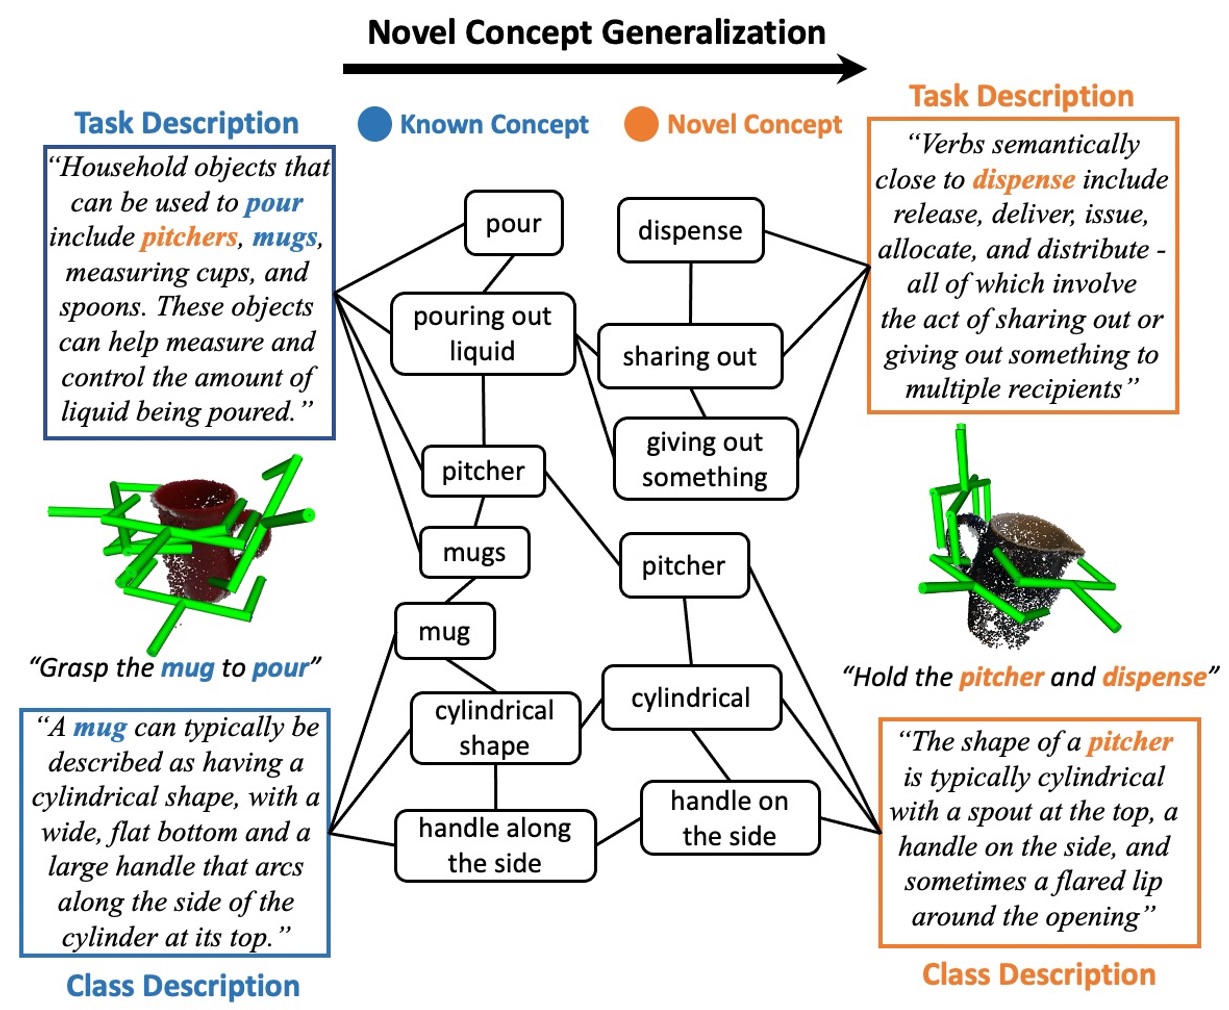 Novel Concept Generalization
Task Description
Known Concept
Novel Concept
Task Description
“Household objects that
can be used to pour
include pitchers, mugs,
measuring cups, and
spoons. These objects
can help measure and
control the amount of
liquid being poured.”
pour
pouring out
liquid
pitcher
mugs
mug
cylindrical
shape
handle along
the side
dispense
sharing out
giving out
something
pitcher
cylindrical
handle on
the side
“Verbs semantically
close to dispense include
release, deliver, issue,
allocate, and distribute -
all of which involve
the act of sharing out or
giving out something to
multiple recipients”
“Grasp the mug to pour”
“Hold the pitcher and dispense”
“A mug can typically be
described as having a
cylindrical shape, with a
wide, flat bottom and a
large handle that arcs
along the side of the
cylinder at its top.”
Class Description
“The shape of a pitcher
is typically cylindrical
with a spout at the top, a
handle on the side, and
sometimes a flared lip
around the opening”
Class Description